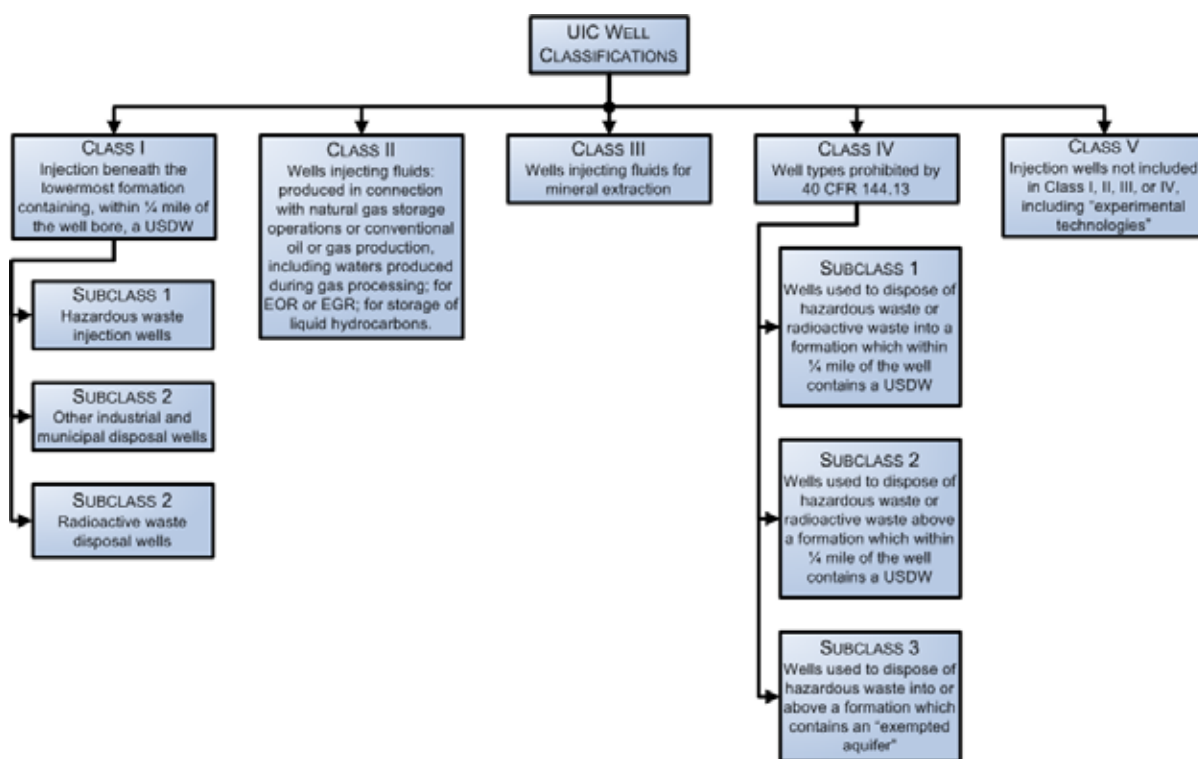 UIC WELL
CLASSIFICATIONS
CLASS I
Injection beneath the
lowermost formation
containing, within ¼ mile of
the well bore, a USDW
SUBCLASS 1
Hazardous waste
injection wells
SUBCLASS 2
Other industrial and
municipal disposal wells
SUBCLASS 2
Radioactive waste
disposal wells
CLASS II
Wells injecting fluids:
produced in connection
with natural gas storage
operations or conventional
oil or gas production,
including waters produced
during gas processing; for
EOR or EGR; for storage of
liquid hydrocarbons.
CLASS III
Wells injecting fluids for
mineral extraction
CLASS IV
Well types prohibited by
40 CFR 144.13
SUBCLASS 1
Wells used to dispose of
hazardous waste or
radioactive waste into a
formation which within
¼ mile of the well
contains a USDW
SUBCLASS 2
Wells used to dispose of
hazardous waste or
radioactive waste above
a formation which within
¼ mile of the well
contains a USDW
SUBCLASS 3
Wells used to dispose of
hazardous waste into or
above a formation which
contains an “exempted
aquifer”
CLASS V
Injection wells not included
in Class I, II, III, or IV,
including “experimental
technologies”